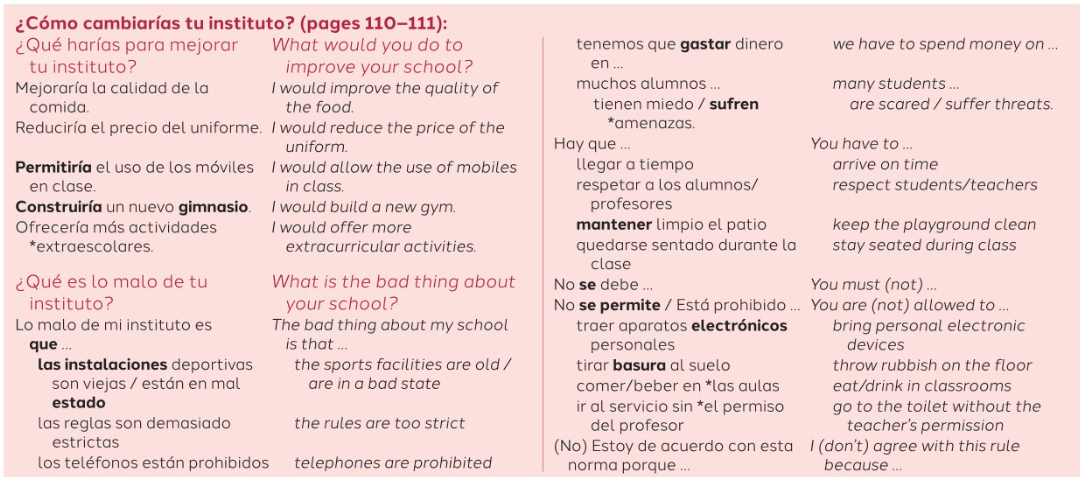 ¿Cómo cambiarías tu instituto? (pages 110–111):
¿Qué harías para mejorar What would you do to
tu instituto? improve your school?
Mejoraría la calidad de la I would improve the quality of
comida. the food.
Reduciría el precio del uniforme. I would reduce the price of the
uniform.
Permitiría el uso de los móviles I would allow the use of mobiles
en clase. in class.
Construiría un nuevo gimnasio. I would build a new gym.
Ofrecería más actividades I would offer more
*extraescolares. extracurricular activities.
¿Qué es lo malo de tu What is the bad thing about
instituto? your school?
Lo malo de mi instituto es The bad thing about my school
que ... is that ...
las instalaciones deportivas the sports facilities are old /
son viejas / están en mal are in a bad state
estado
las reglas son demasiado the rules are too strict
estrictas
los teléfonos están prohibidos telephones are prohibited
tenemos que gastar dinero we have to spend money on ...
en ...
muchos alumnos ... many students ...
tienen miedo / sufren are scared / suffer threats.
*amenazas.
Hay que ... You have to ...
llegar a tiempo arrive on time
respetar a los alumnos/ respect students/teachers
profesores
mantener limpio el patio keep the playground clean
quedarse sentado durante la stay seated during class
clase
No se debe ... You must (not) ...
No se permite / Está prohibido ... You are (not) allowed to ...
traer aparatos electrónicos bring personal electronic
personales devices
tirar basura al suelo throw rubbish on the floor
comer/beber en *las aulas eat/drink in classrooms
ir al servicio sin *el permiso go to the toilet without the
del profesor teacher's permission
(No) Estoy de acuerdo con esta I (don't) agree with this rule
norma porque ... because ...